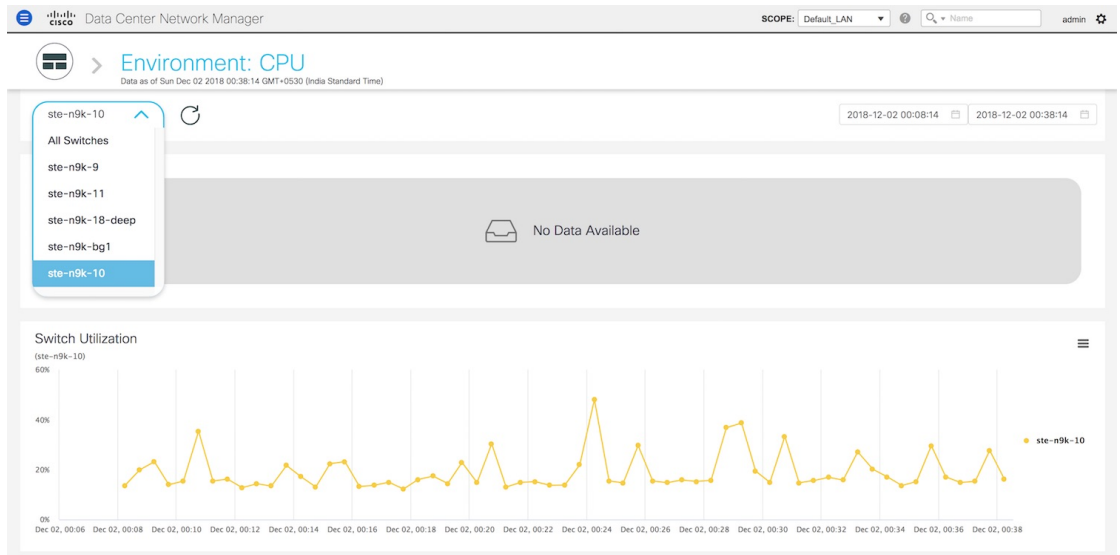 cisco Data Center Network Manager SCOPE: Default_LAN Name admin
Environment: CPU
Data as of Sun Dec 02 2018 00:38:14 GMT+0530 (India Standard Time)
ste-n9k-10 2018-12-02 00:08:14 2018-12-02 00:38:14
All Switches
ste-n9k-9
ste-n9k-11
ste-n9k-18-deep
ste-n9k-bg1
ste-n9k-10
No Data Available
Switch Utilization
(ste-n9k-10)
60%
40%
ste-n9k-10
20%
0%
Dec 02, 00:06 Dec 02, 00:08 Dec 02, 00:10 Dec 02, 00:12 Dec 02, 00:14 Dec 02, 00:16 Dec 02, 00:18 Dec 02, 00:20 Dec 02, 00:22 Dec 02, 00:24 Dec 02, 00:26 Dec 02, 00:28 Dec 02, 00:30 Dec 02, 00:32 Dec 02, 00:34 Dec 02, 00:36 Dec 02, 00:38